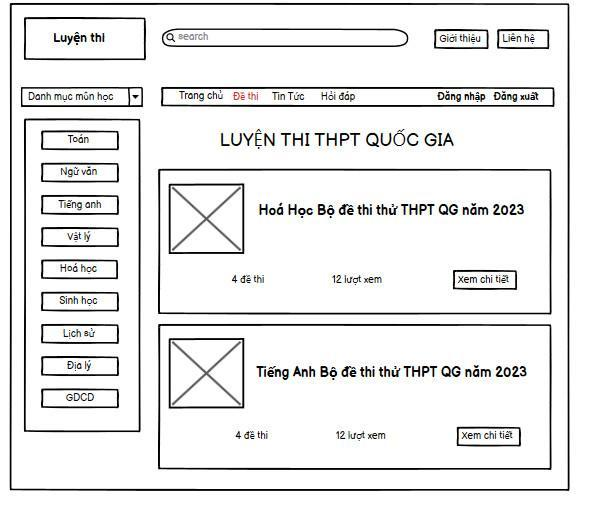 Luyện thi
search
Giới thiệu
Liên hệ
Danh mục môn học
Trang chủ
Đề thi
Tin Tức
Hỏi đáp
Đăng nhập
Đăng xuất
Toán
Ngữ văn
Tiếng anh
Vật lý
Hoá học
Sinh học
Lịch sử
Địa lý
GDCD
LUYỆN THI THPT QUỐC GIA
Hoá Học Bộ đề thi thử THPT QG năm 2023
4 đề thi
12 lượt xem
Xem chi tiết
Tiếng Anh Bộ đề thi thử THPT QG năm 2023
4 đề thi
12 lượt xem
Xem chi tiết